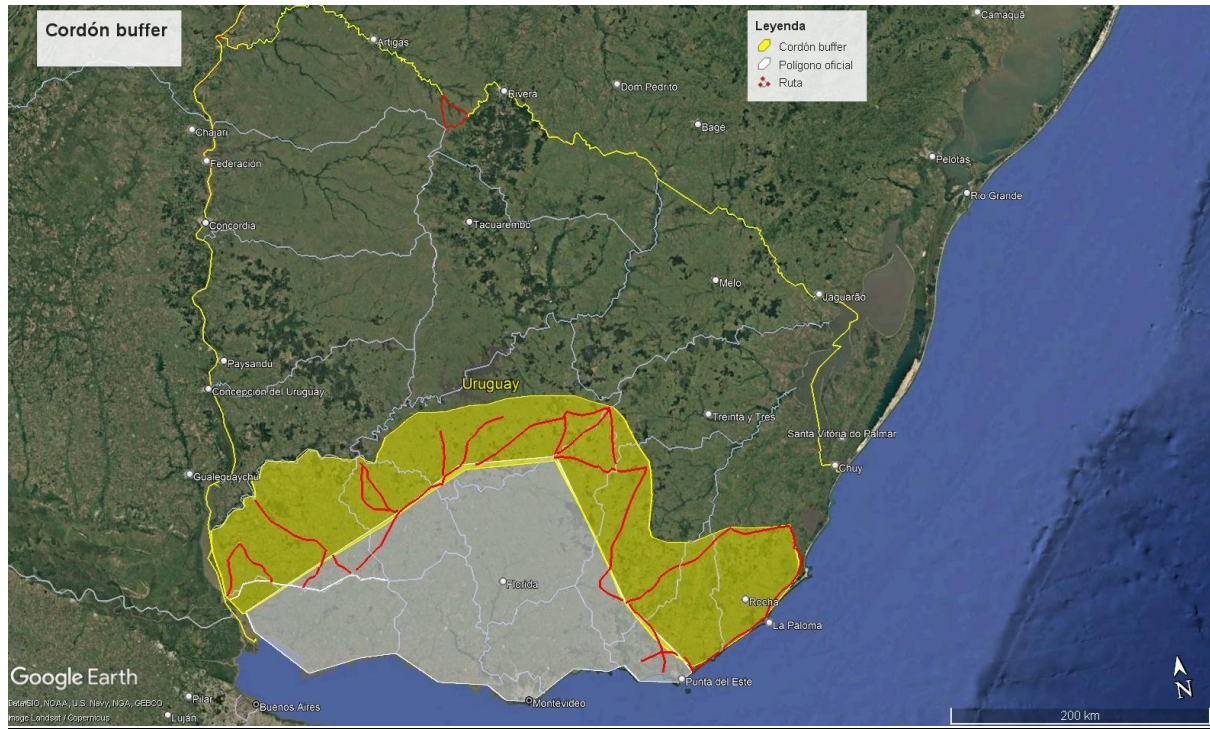 Cordón buffer
Leyenda
Cordón buffer
Polígono oficial
Ruta
Camaquã
Artigas
Rivera
Dom Pedrito
Chajarí
Bagé
Federación
Pelotas
Rio Grande
Concordia
Tacuarembó
Melo
Jaguarão
Paysandú
Concepción del Uruguay
Uruguay
Treinta y Tres
Santa Vitória do Palmar
Gualeguaychú
Chuy
Florida
Rocha
La Paloma
Punta del Este
Google Earth
Data SIO, NOAA, U.S. Navy, NGA, GEBCO
Image Landsat / Copernicus
Pilar
Buenos Aires
Luján
Montevideo
N
200 km